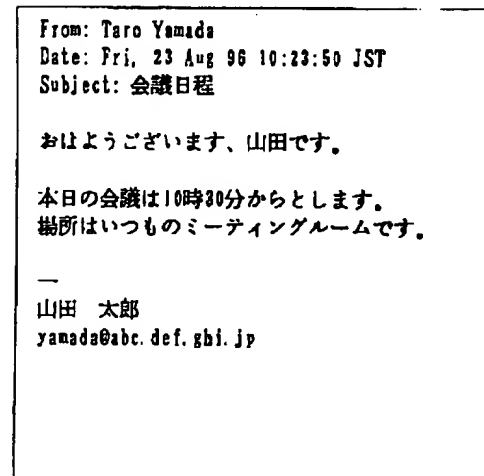 From: Taro Yamada
Date: Fri, 23 Aug 96 10:23:50 JST
Subject: 会議日程
おはようございます、山田です。
本日の会議は10時30分からとします。
場所はいつものミーティングルームです。
—
山田 太郎
yamada@abc.def.ghi.jp